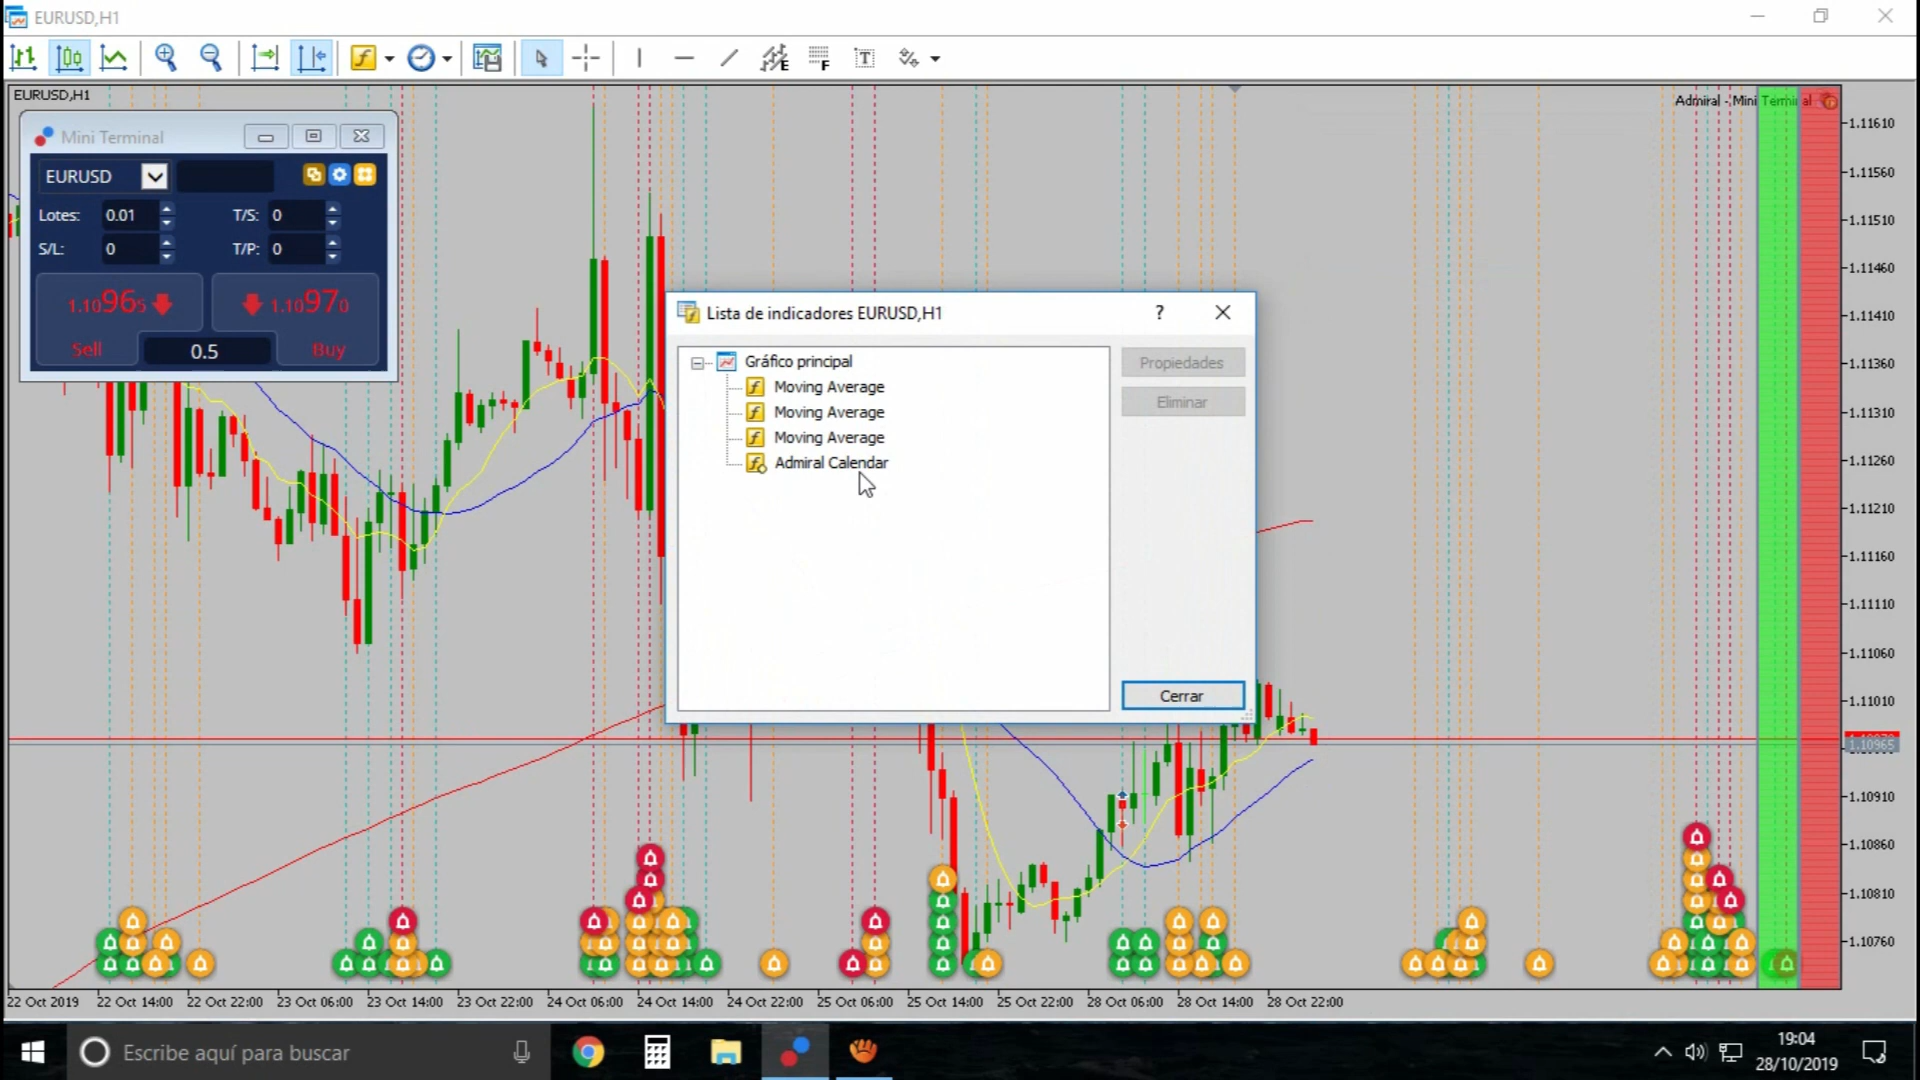 EURUSD,H1
E
F
T
EURUSD,H1
Admiral - Mini Terminal
Mini Terminal
EURUSD
Lotes: 0.01 T/S: 0
S/L: 0 T/P: 0
1.10965 1.10970
Sell 0.5 Buy
Lista de indicadores EURUSD,H1
?
Gráfico principal
Moving Average
Moving Average
Moving Average
Admiral Calendar
Propiedades
Eliminar
Cerrar
1.11610
1.11560
1.11510
1.11460
1.11410
1.11360
1.11310
1.11260
1.11210
1.11160
1.11110
1.11060
1.11010
1.10965
1.10910
1.10860
1.10810
1.10760
22 Oct 2019 22 Oct 14:00 22 Oct 22:00 23 Oct 06:00 23 Oct 14:00 23 Oct 22:00 24 Oct 06:00 24 Oct 14:00 24 Oct 22:00 25 Oct 06:00 25 Oct 14:00 25 Oct 22:00 28 Oct 06:00 28 Oct 14:00 28 Oct 22:00
Escribe aquí para buscar
19:04
28/10/2019